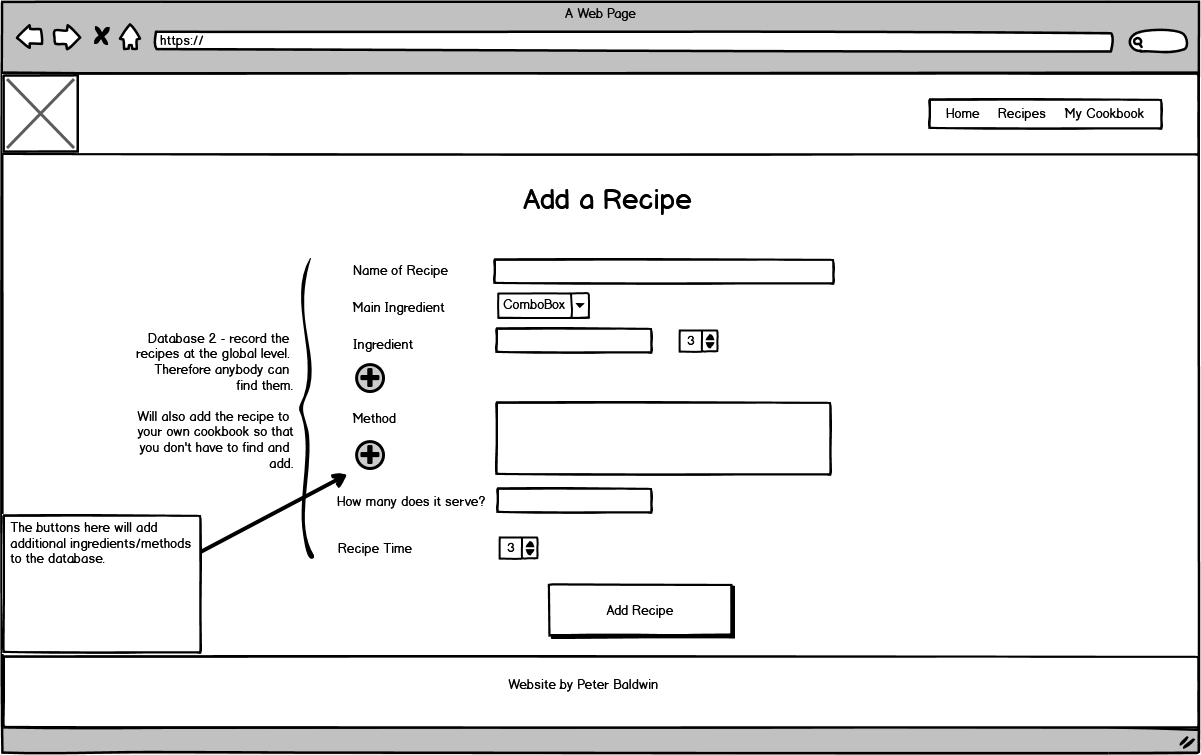 A Web Page
https://
Home Recipes My Cookbook
Add a Recipe
Name of Recipe
Main Ingredient ComboBox
Database 2 - record the
recipes at the global level.
Therefore anybody can
find them.
Will also add the recipe to
your own cookbook so that
you don't have to find and
add.
Ingredient 3
Method
How many does it serve?
The buttons here will add
additional ingredients/methods
to the database.
Recipe Time 3
Add Recipe
Website by Peter Baldwin